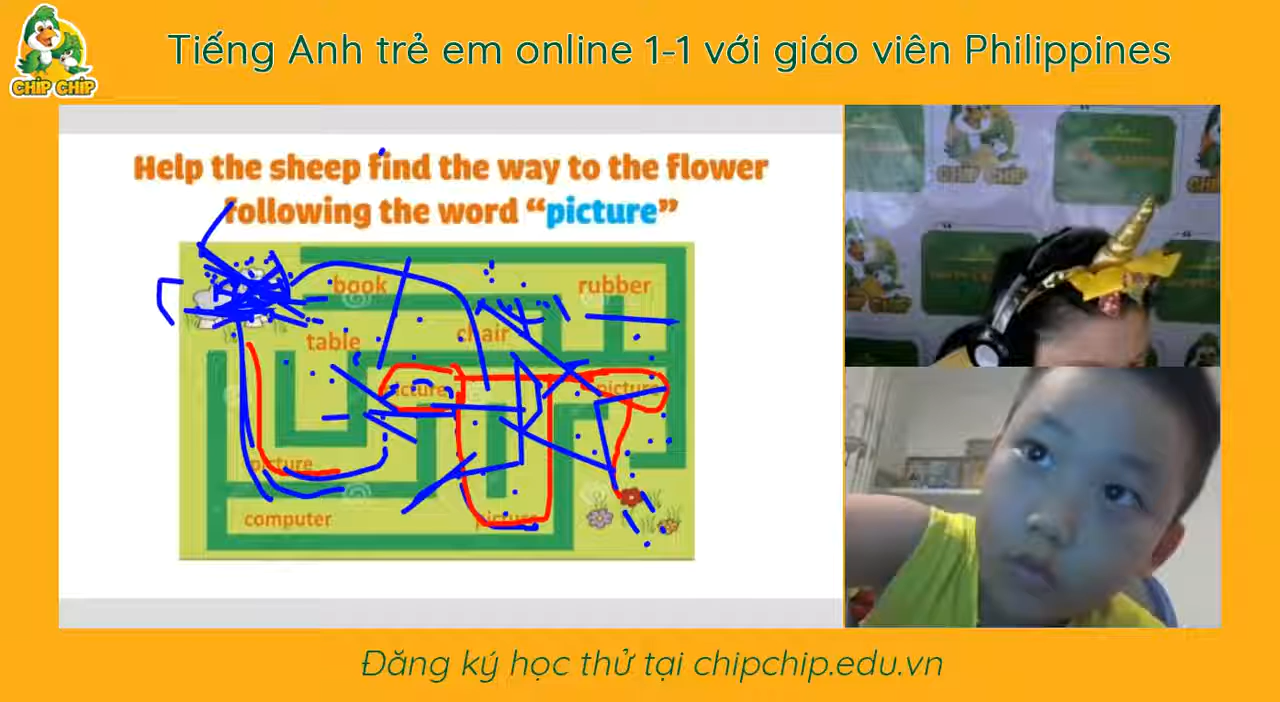 CHIP CHIP
Tiếng Anh trẻ em online 1-1 với giáo viên Philippines
Help the sheep find the way to the flower
following the word “picture”
book
rubber
table
chair
picture
picture
picture
computer
picture
CHIP CHIP
Đăng ký học thử tại chipchip.edu.vn